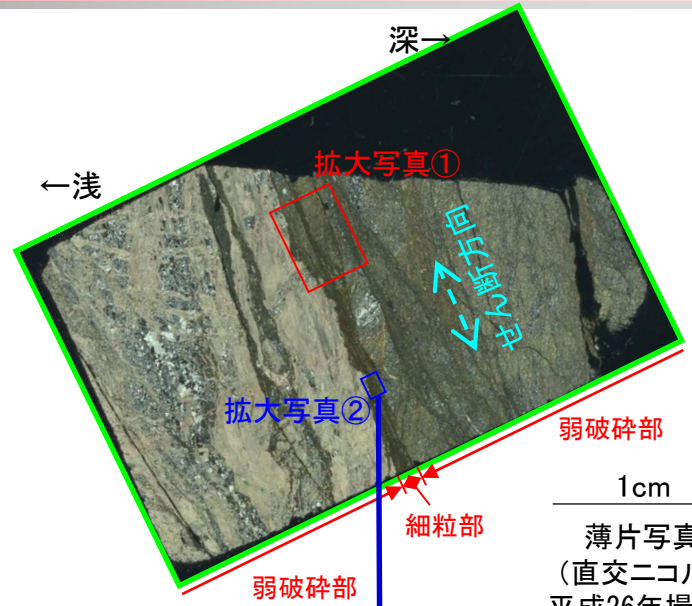 深→
←浅
拡大写真①
せん断方向
拡大写真②
弱破砕部
細粒部
弱破砕部
1cm
薄片写真
（直交ニコル
平成26年撮